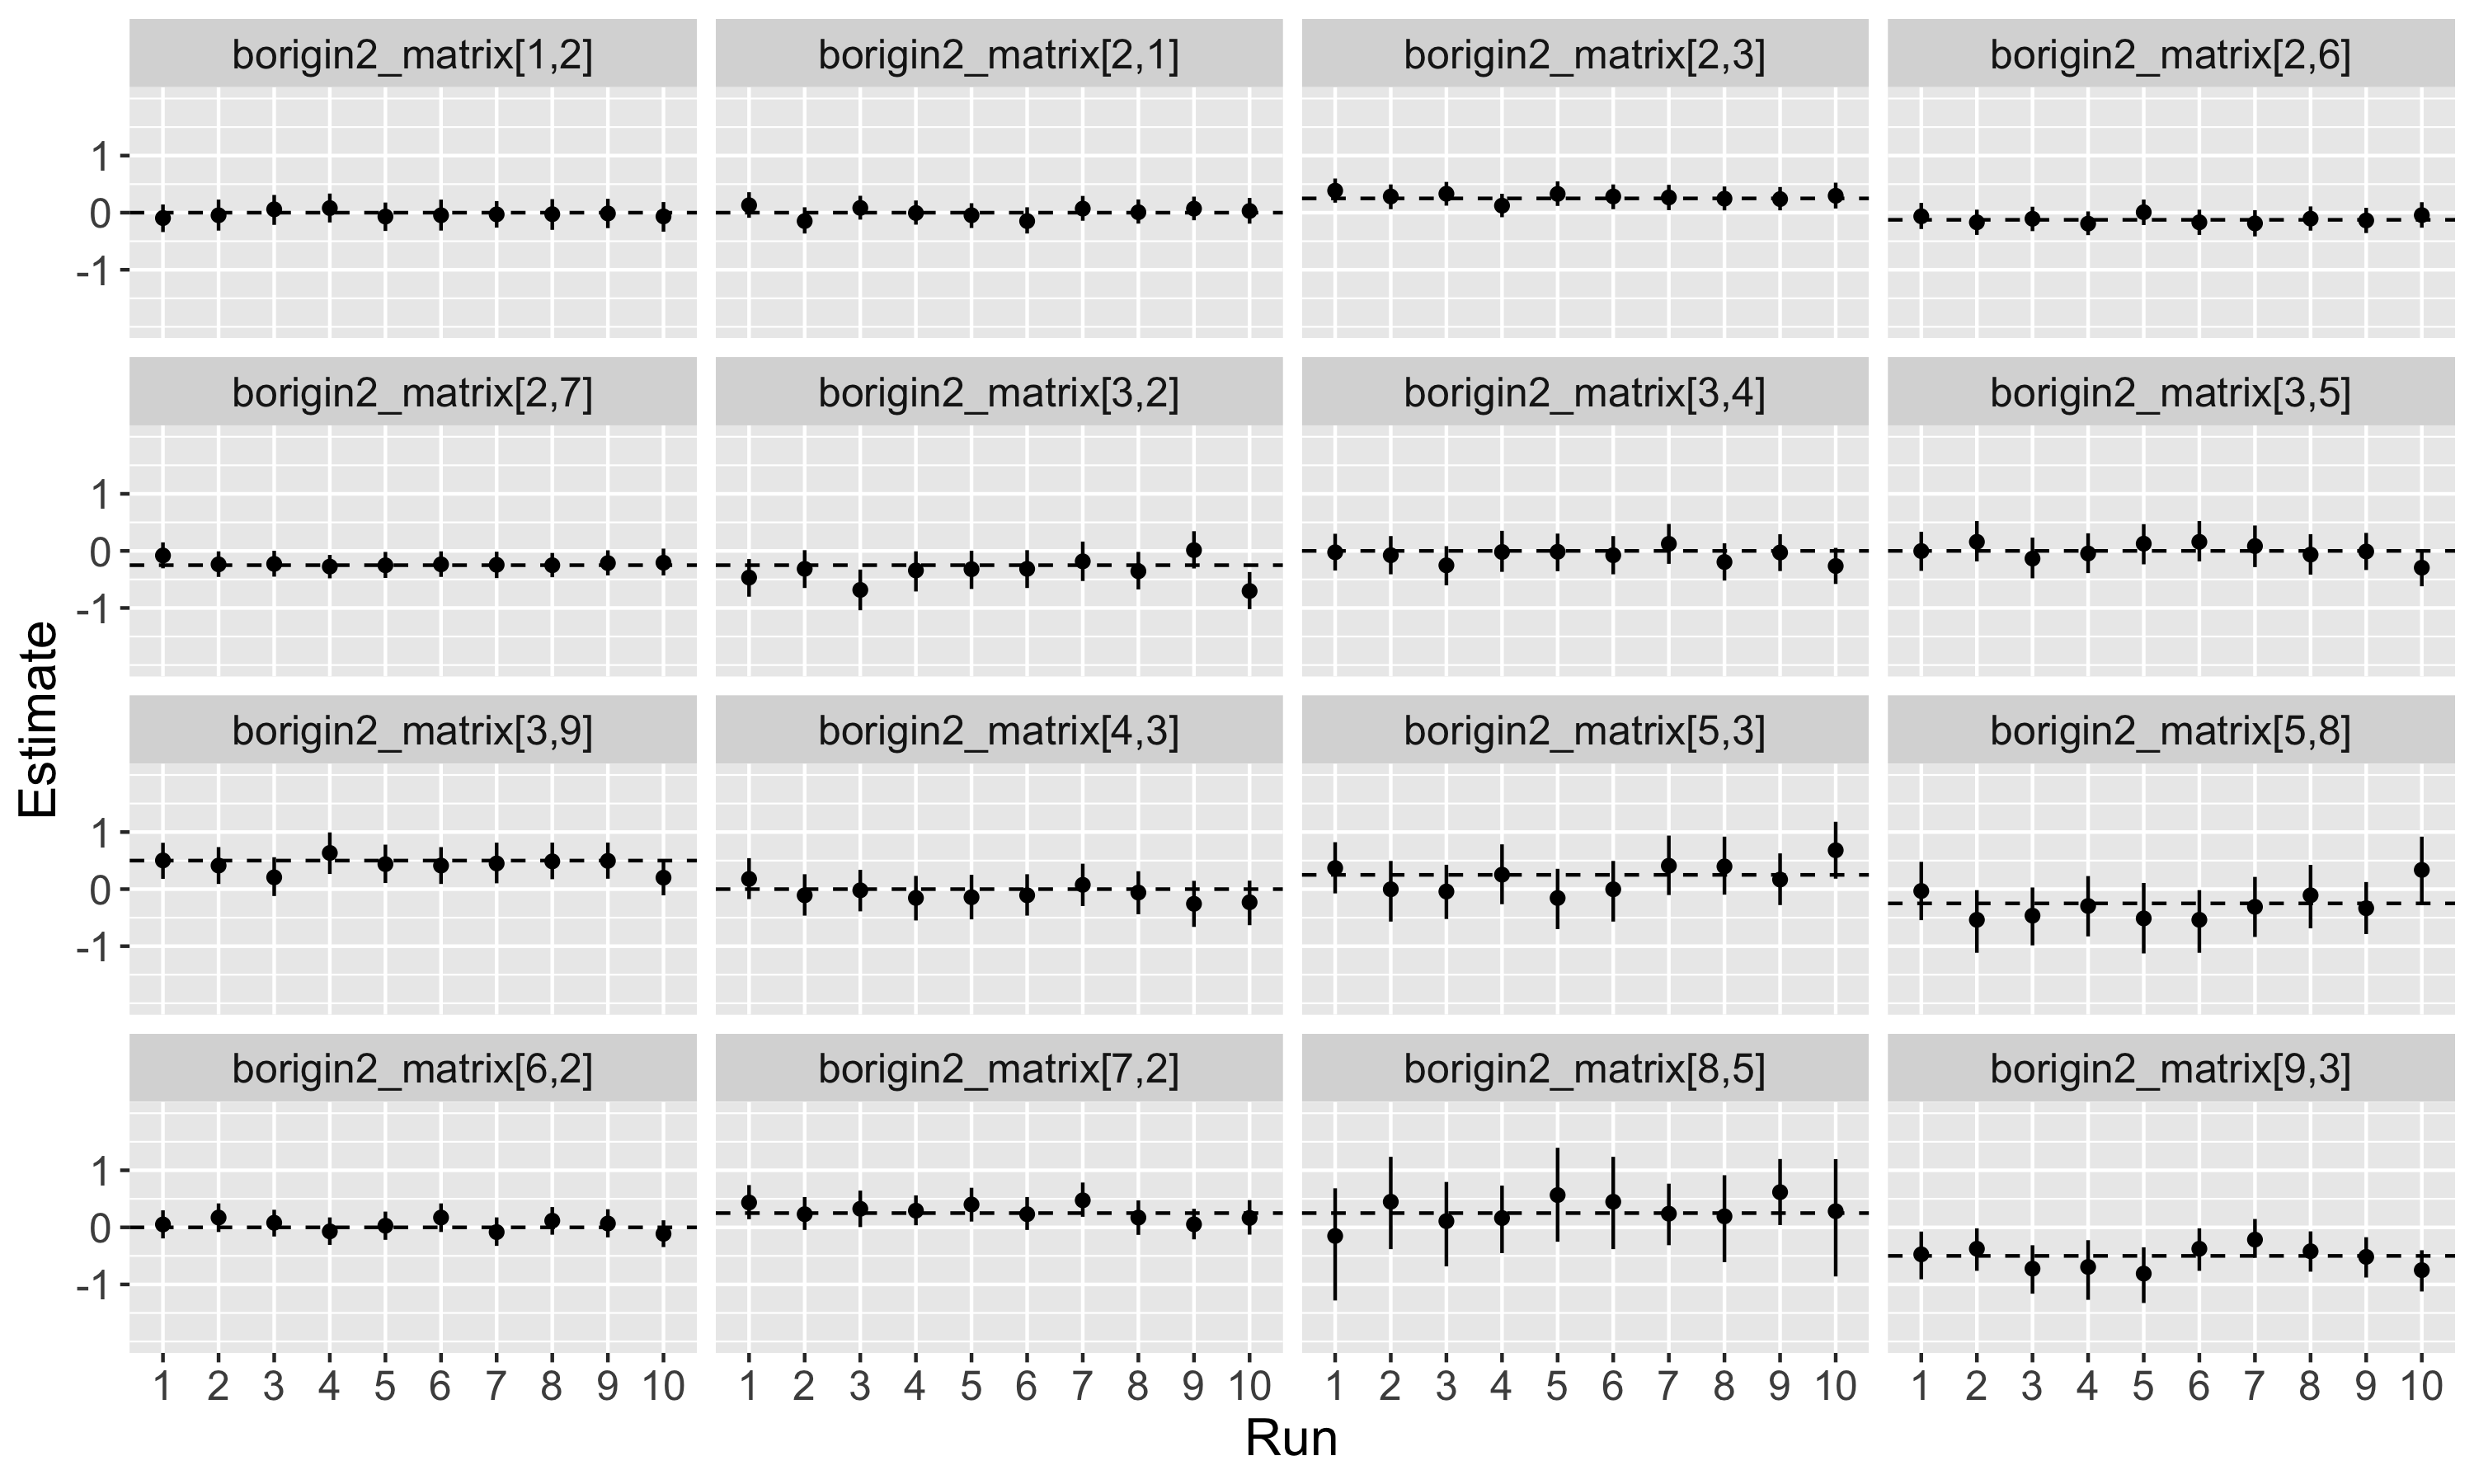 borigin2_matrix[1,2] borigin2_matrix[2,1] borigin2_matrix[2,3] borigin2_matrix[2,6]
1
0
-1
borigin2_matrix[2,7] borigin2_matrix[3,2] borigin2_matrix[3,4] borigin2_matrix[3,5]
1
0
-1
Estimate
borigin2_matrix[3,9] borigin2_matrix[4,3] borigin2_matrix[5,3] borigin2_matrix[5,8]
1
0
-1
borigin2_matrix[6,2] borigin2_matrix[7,2] borigin2_matrix[8,5] borigin2_matrix[9,3]
1
0
-1
1 2 3 4 5 6 7 8 9 10 1 2 3 4 5 6 7 8 9 10 1 2 3 4 5 6 7 8 9 10 1 2 3 4 5 6 7 8 9 10
Run